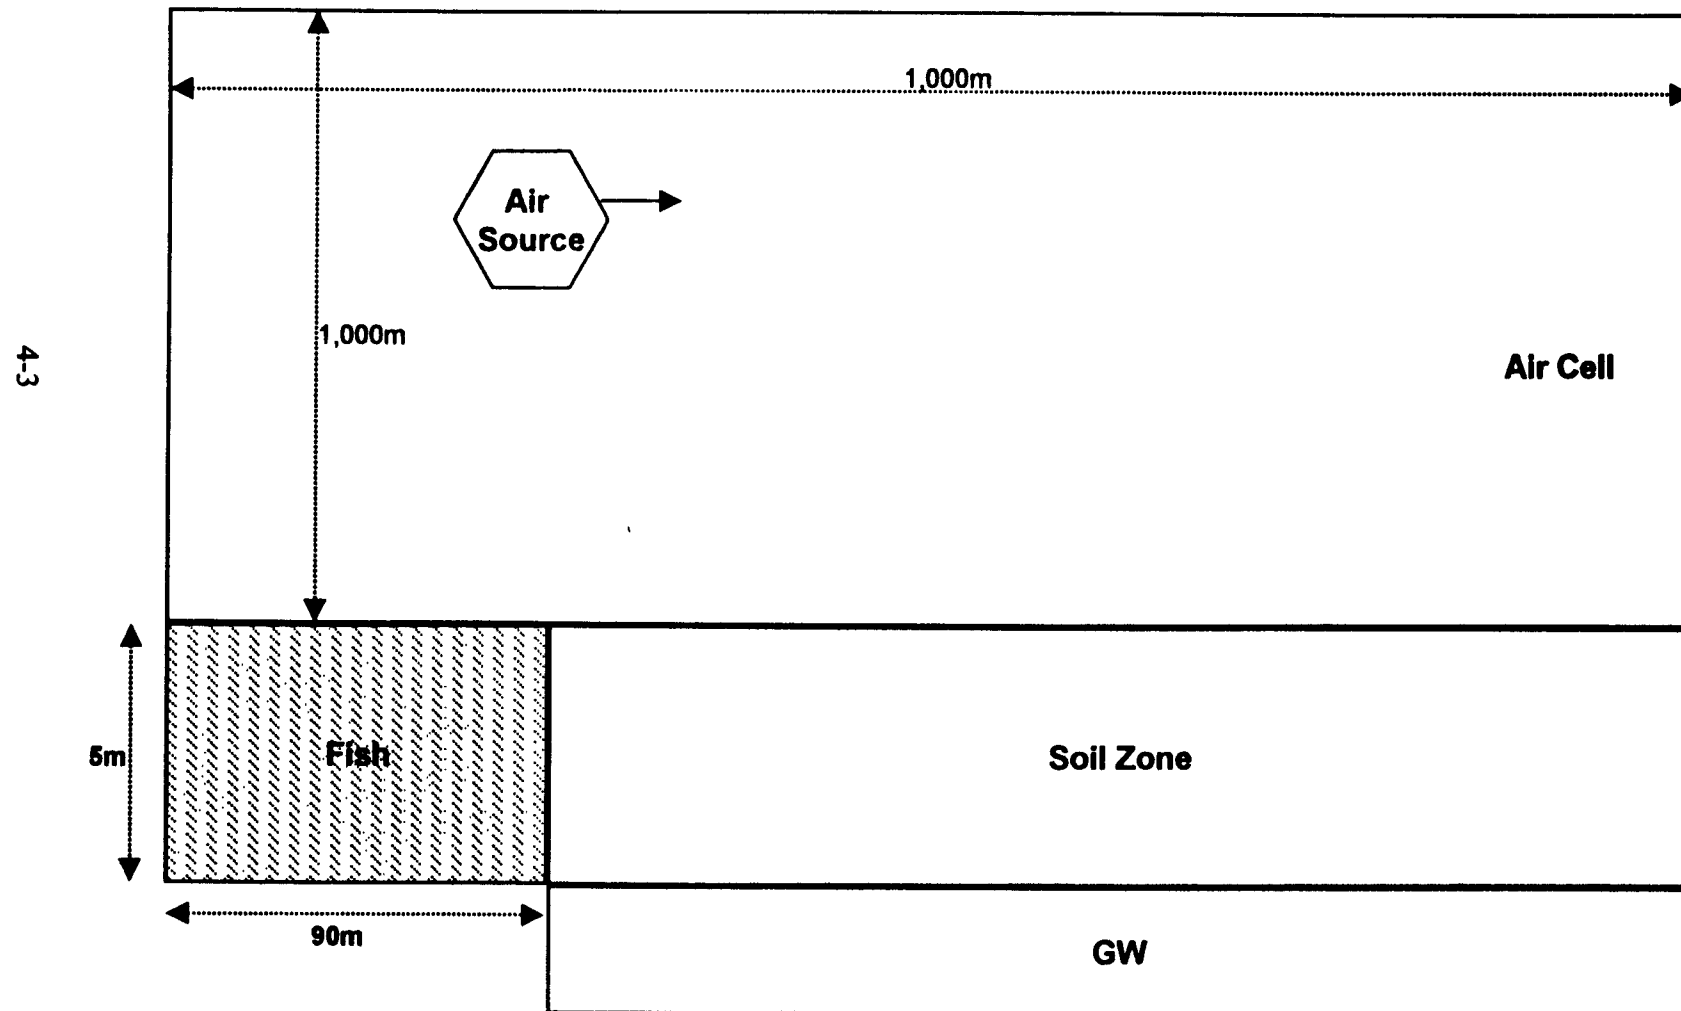 1,000m
Air
Source
1,000m
4-3
Air Cell
5m
Fish
Soil Zone
90m
GW